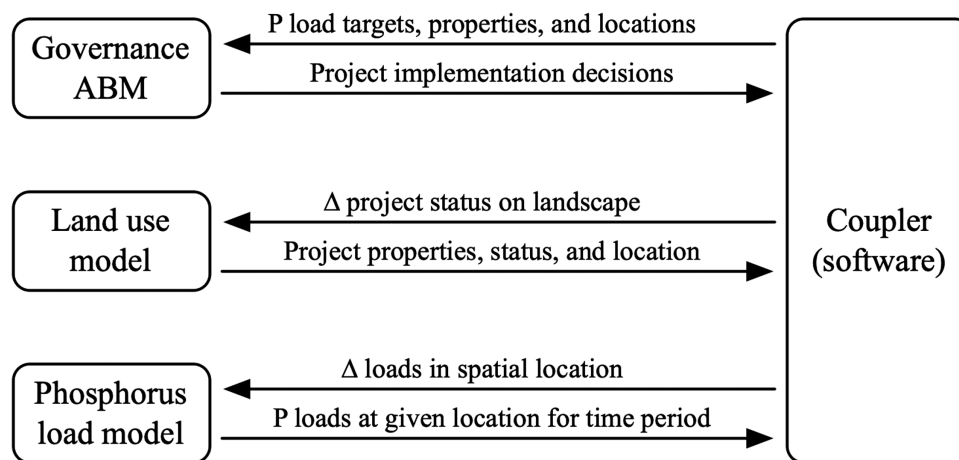 P load targets, properties, and locations
Governance
ABM
Project implementation decisions
Δ project status on landscape
Land use
model
Project properties, status, and location
Coupler
(software)
Δ loads in spatial location
Phosphorus
load model
P loads at given location for time period